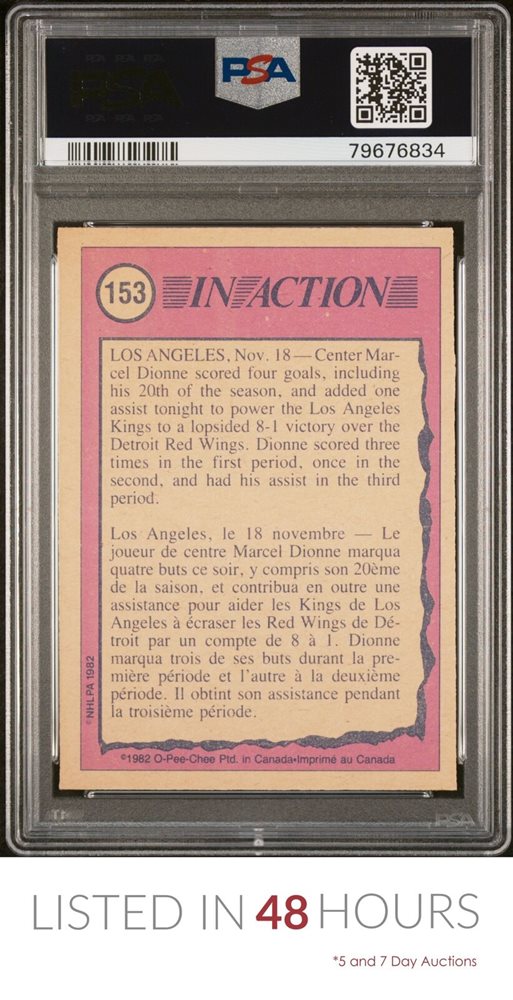 PSA
79676834
153 IN ACTION
LOS ANGELES, Nov. 18 — Center Mar-
cel Dionne scored four goals, including
his 20th of the season, and added one
assist tonight to power the Los Angeles
Kings to a lopsided 8-1 victory over the
Detroit Red Wings. Dionne scored three
times in the first period, once in the
second, and had his assist in the third
period.
Los Angeles, le 18 novembre — Le
joueur de centre Marcel Dionne marqua
quatre buts ce soir, y compris son 20ème
de la saison, et contribua en outre une
assistance pour aider les Kings de Los
Angeles à écraser les Red Wings de Dé-
troit par un compte de 8 à 1. Dionne
marqua trois de ses buts durant la pre-
mière période et l'autre à la deuxième
période. Il obtint son assistance pendant
la troisième période.
©NHLPA 1982
©1982 O-Pee-Chee Ptd. in Canada•Imprimé au Canada
PSA
LISTED IN 48 HOURS
*5 and 7 Day Auctions